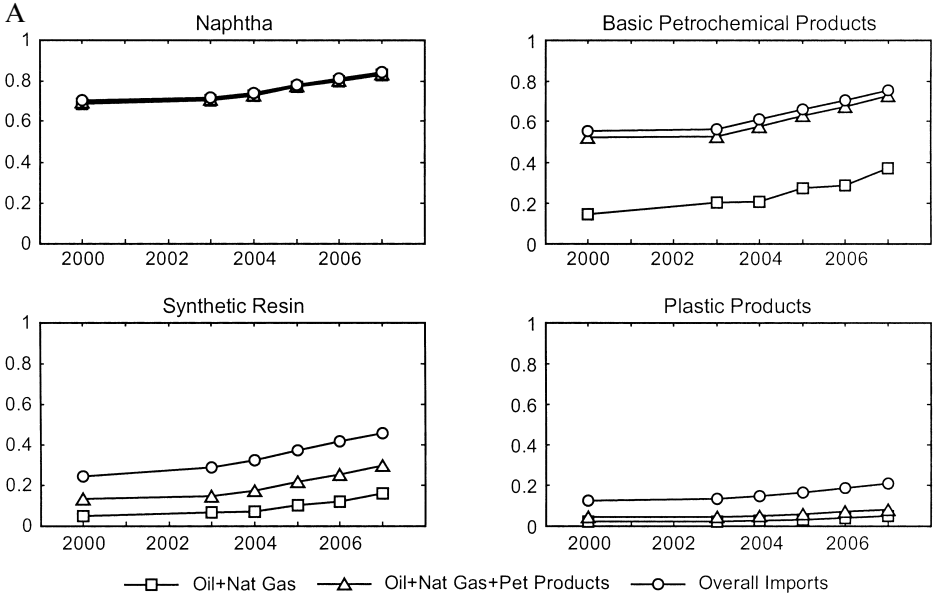 A
Naphtha
1
0.8
0.6
0.4
0.2
0
2000 2002 2004 2006
Basic Petrochemical Products
1
0.8
0.6
0.4
0.2
0
2000 2002 2004 2006
Synthetic Resin
1
0.8
0.6
0.4
0.2
0
2000 2002 2004 2006
Plastic Products
1
0.8
0.6
0.4
0.2
0
2000 2002 2004 2006
Oil+Nat Gas Oil+Nat Gas+Pet Products Overall Imports